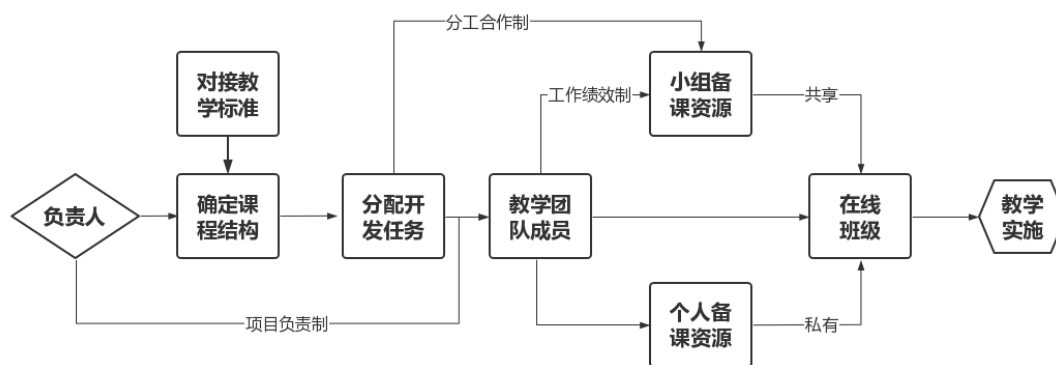 分工合作制
对接教
学标准
小组备
课资源
工作绩效制
共享
负责人
确定课
程结构
分配开
发任务
教学团
队成员
在线
班级
教学
实施
项目负责制
个人备
课资源
私有